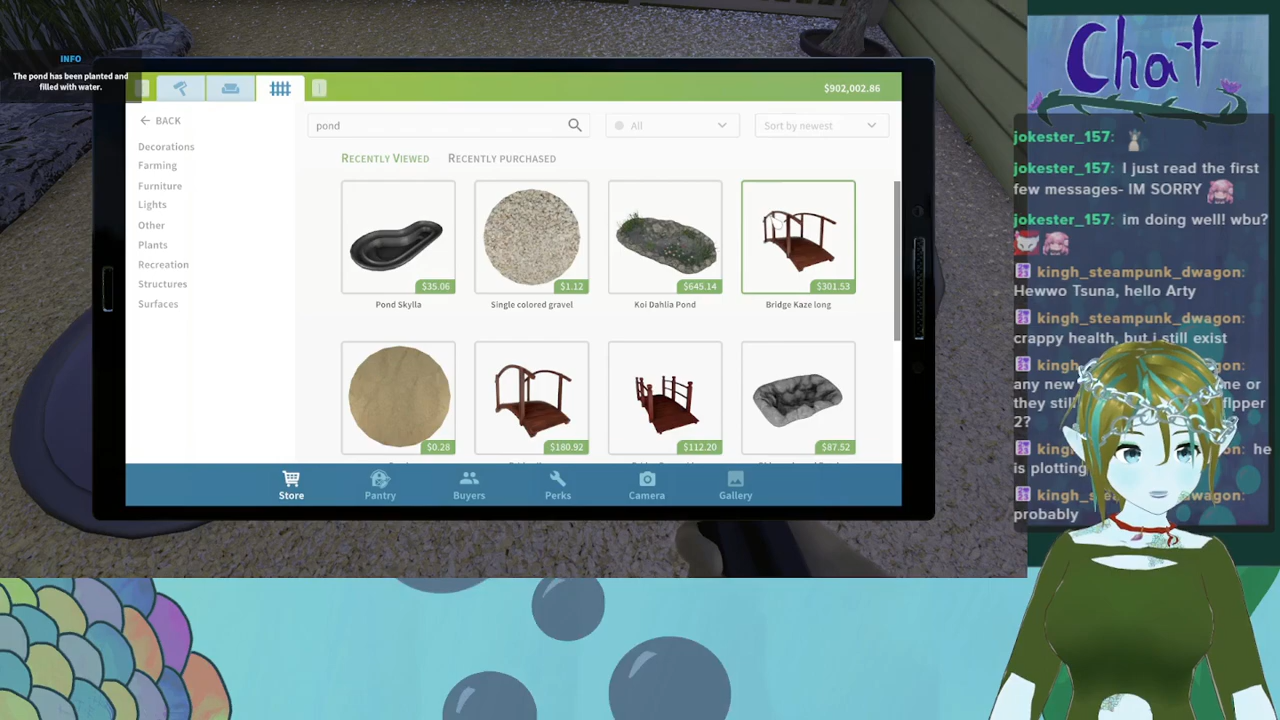 INFO
The pond has been planted and
filled with water.
$902,002.86
BACK
pond
All
Sort by newest
Decorations
Farming
Furniture
Lights
Other
Plants
Recreation
Structures
Surfaces
RECENTLY VIEWED
RECENTLY PURCHASED
$35.06
$1.12
$645.14
$301.53
Pond Skylla
Single colored gravel
Koi Dahlia Pond
Bridge Kaze long
$0.28
$180.92
$112.20
$87.52
Store
Pantry
Buyers
Perks
Camera
Gallery
Chat
jokester_157:
jokester_157: I just read the first
few messages- IM SORRY
jokester_157: im doing well! wbu?
kingh_steampunk_dwagon:
Hewwo Tsuna, hello Arty
kingh_steampunk_dwagon:
crappy health, but i still exist
any new
me or
they still
flpper
2?
he
is plotting
probably